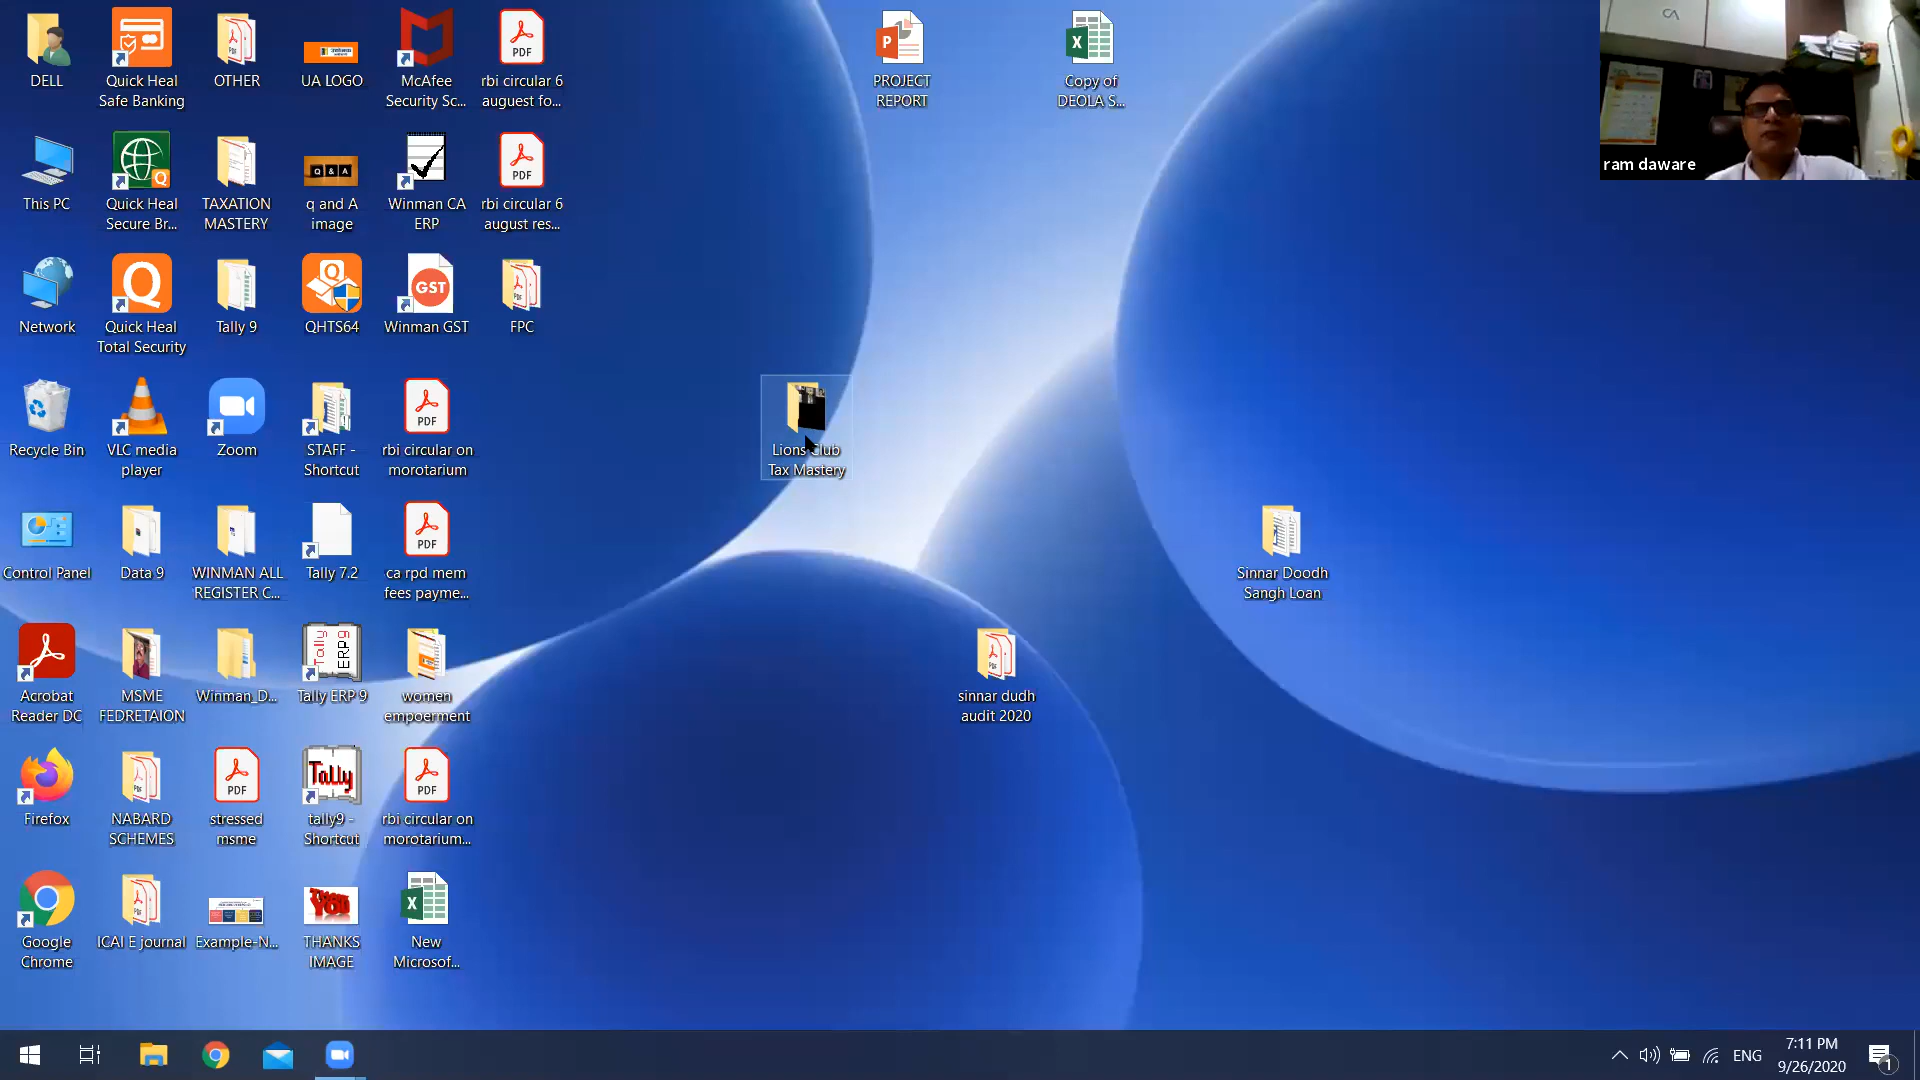 DELL
Quick Heal
Safe Banking
OTHER
UA LOGO
McAfee
Security Sc...
PDF
rbi circular 6
auguest fo...
P
PROJECT
REPORT
X
Copy of
DEOLA S...
CA
ram daware
This PC
Q
Quick Heal
Secure Br...
TAXATION
MASTERY
Q & A
q and A
image
Winman CA
ERP
PDF
rbi circular 6
august res...
Network
Q
Quick Heal
Total Security
Tally 9
Q
QHTS64
GST
Winman GST
FPC
Recycle Bin
VLC media
player
Zoom
STAFF -
Shortcut
PDF
rbi circular on
morotarium
Lions Club
Tax Mastery
Control Panel
Data 9
WINMAN ALL
REGISTER C...
Tally 7.2
PDF
ca rpd mem
fees payme...
Sinnar Doodh
Sangh Loan
Acrobat
Reader DC
MSME
FEDRETAION
Winman_D...
Tally
ERP9
Tally ERP 9
women
empoerment
sinnar dudh
audit 2020
Firefox
NABARD
SCHEMES
PDF
stressed
msme
Tally
tally9 -
Shortcut
PDF
rbi circular on
morotarium...
Google
Chrome
ICAI E journal
Example-N...
THANK
YOU
THANKS
IMAGE
X
New
Microsof...
ENG
7:11 PM
9/26/2020
1